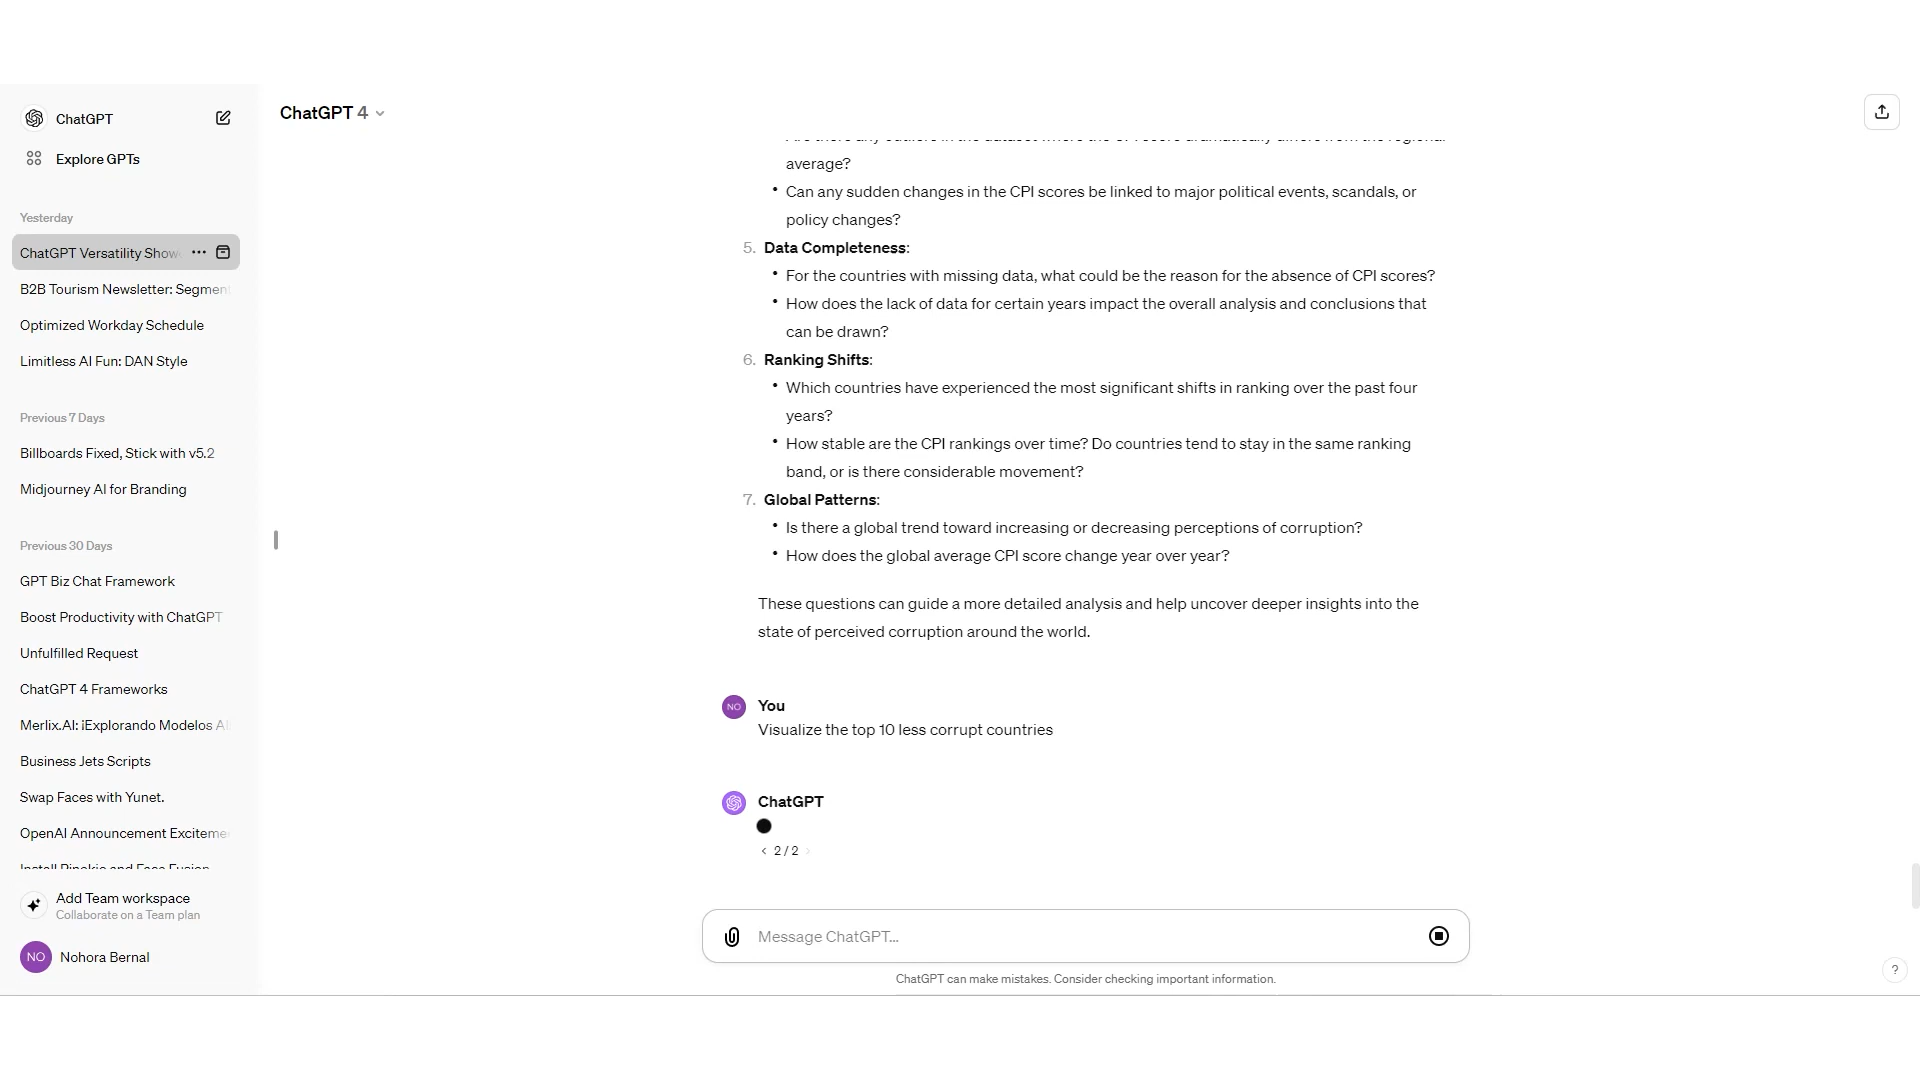 ChatGPT
Explore GPTs
Yesterday
ChatGPT Versatility Show
B2B Tourism Newsletter: Segmen
Optimized Workday Schedule
Limitless AI Fun: DAN Style
Previous 7 Days
Billboards Fixed, Stick with v5.2
Midjourney AI for Branding
Previous 30 Days
GPT Biz Chat Framework
Boost Productivity with ChatGPT
Unfulfilled Request
ChatGPT 4 Frameworks
Merlix.AI: ¡Explorando Modelos AI
Business Jets Scripts
Swap Faces with Yunet.
OpenAI Announcement Exciteme
Install Pinokio and Face Fusion
Add Team workspace
Collaborate on a Team plan
NO Nohora Bernal
ChatGPT 4
average?
• Can any sudden changes in the CPI scores be linked to major political events, scandals, or
policy changes?
5. Data Completeness:
• For the countries with missing data, what could be the reason for the absence of CPI scores?
• How does the lack of data for certain years impact the overall analysis and conclusions that
can be drawn?
6. Ranking Shifts:
• Which countries have experienced the most significant shifts in ranking over the past four
years?
• How stable are the CPI rankings over time? Do countries tend to stay in the same ranking
band, or is there considerable movement?
7. Global Patterns:
• Is there a global trend toward increasing or decreasing perceptions of corruption?
• How does the global average CPI score change year over year?
These questions can guide a more detailed analysis and help uncover deeper insights into the
state of perceived corruption around the world.
NO You
Visualize the top 10 less corrupt countries
ChatGPT
< 2 / 2 >
Message ChatGPT...
ChatGPT can make mistakes. Consider checking important information.
?